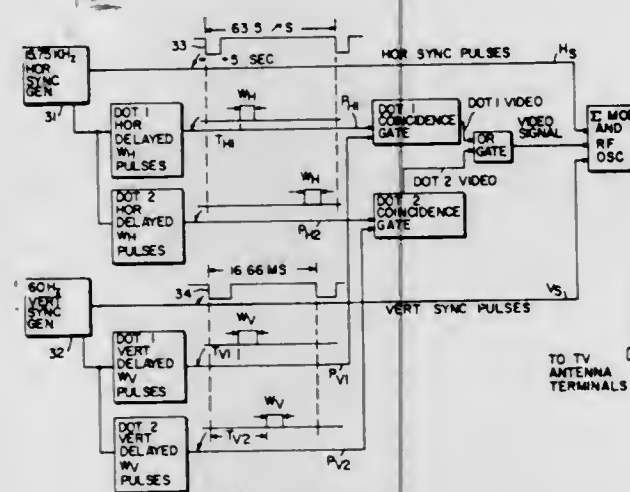 63.5 µS
15.75 KHz
HOR
SYNC
GEN
33
5 SEC
HOR SYNC PULSES
HS
31
DOT 1
HOR
DELAYED
WH
PULSES
WH
TH1
PH1
DOT 1
COINCIDENCE
GATE
DOT 1 VIDEO
OR
GATE
VIDEO
SIGNAL
Σ MOD
AND
RF
OSC
DOT 2
HOR
DELAYED
WH
PULSES
WH
PH2
DOT 2 VIDEO
DOT 2
COINCIDENCE
GATE
16.66 MS
60 Hz
VERT
SYNC
GEN
34
VERT SYNC PULSES
VS
32
DOT 1
VERT
DELAYED
WV
PULSES
WV
TV1
PV1
TO TV
ANTENNA
TERMINALS
DOT 2
VERT
DELAYED
WV
PULSES
WV
TV2
PV2